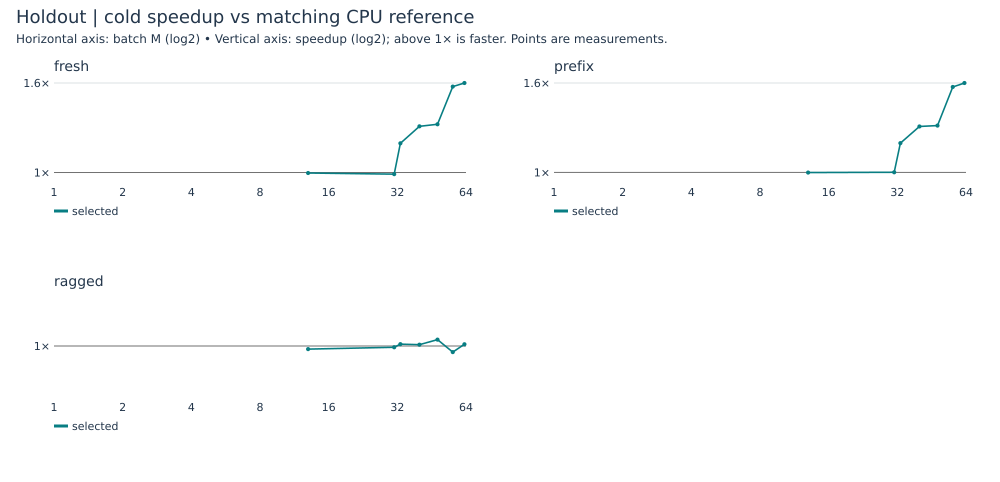 Holdout | cold speedup vs matching CPU reference
Horizontal axis: batch M (log2) • Vertical axis: speedup (log2); above 1× is faster. Points are measurements.
fresh
1.6×
1×
1 2 4 8 16 32 64
selected
prefix
1.6×
1×
1 2 4 8 16 32 64
selected
ragged
1×
1 2 4 8 16 32 64
selected